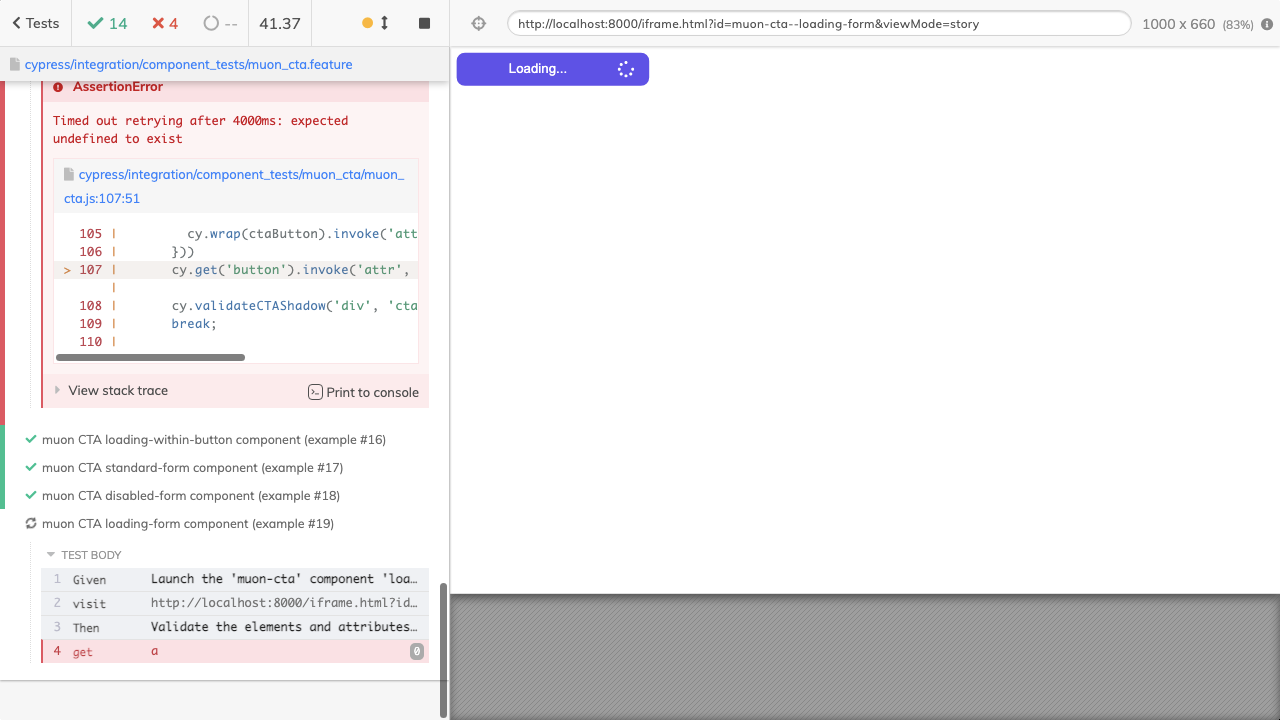 Tests 14 4 -- 41.37 http://localhost:8000/iframe.html?id=muon-cta--loading-form&viewMode=story 1000 x 660 (83%)
cypress/integration/component_tests/muon_cta.feature
Loading...
AssertionError
Timed out retrying after 4000ms: expected
undefined to exist
cypress/integration/component_tests/muon_cta/muon_
cta.js:107:51
105 | cy.wrap(ctaButton).invoke('att
106 | }))
> 107 | cy.get('button').invoke('attr',
|
108 | cy.validateCTAShadow('div', 'cta
109 | break;
110 |
View stack trace Print to console
muon CTA loading-within-button component (example #16)
muon CTA standard-form component (example #17)
muon CTA disabled-form component (example #18)
muon CTA loading-form component (example #19)
TEST BODY
1 Given Launch the 'muon-cta' component 'loa…
2 visit http://localhost:8000/iframe.html?id…
3 Then Validate the elements and attributes…
4 get a 0